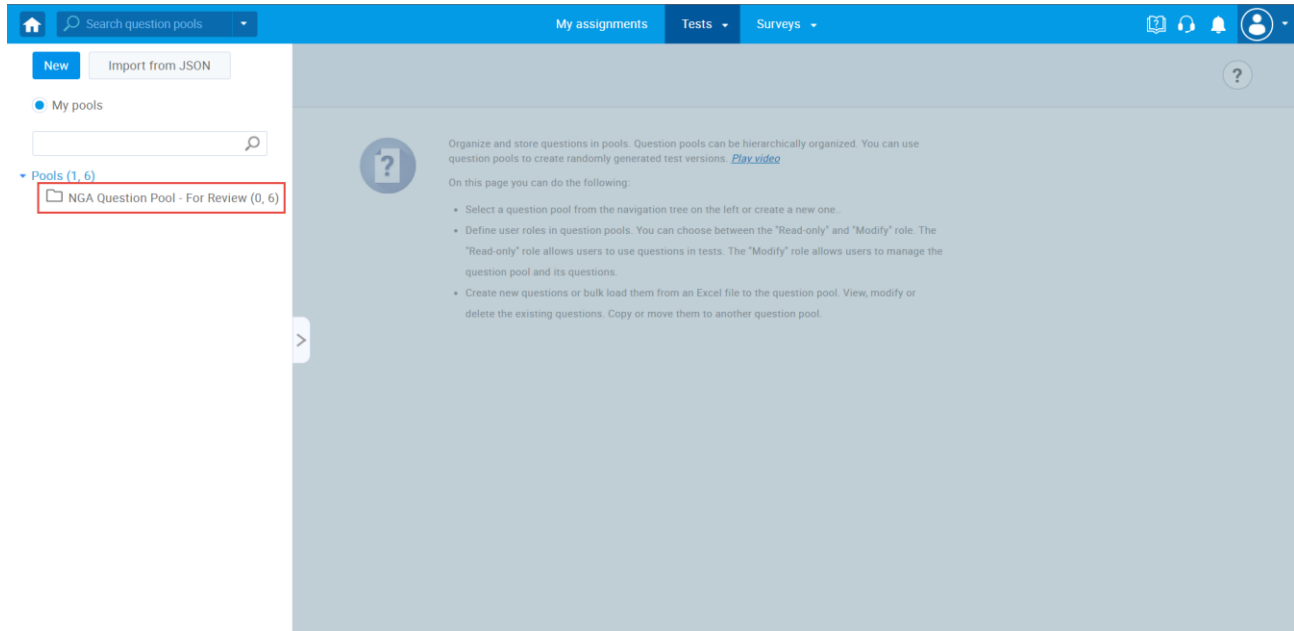 Search question pools
My assignments
Tests
Surveys
New
Import from JSON
?
My pools
Pools (1, 6)
NGA Question Pool - For Review (0, 6)
?
Organize and store questions in pools. Question pools can be hierarchically organized. You can use
question pools to create randomly generated test versions. Play video
On this page you can do the following:
• Select a question pool from the navigation tree on the left or create a new one..
• Define user roles in question pools. You can choose between the "Read-only" and "Modify" role. The
"Read-only" role allows users to use questions in tests. The "Modify" role allows users to manage the
question pool and its questions.
• Create new questions or bulk load them from an Excel file to the question pool. View, modify or
delete the existing questions. Copy or move them to another question pool.